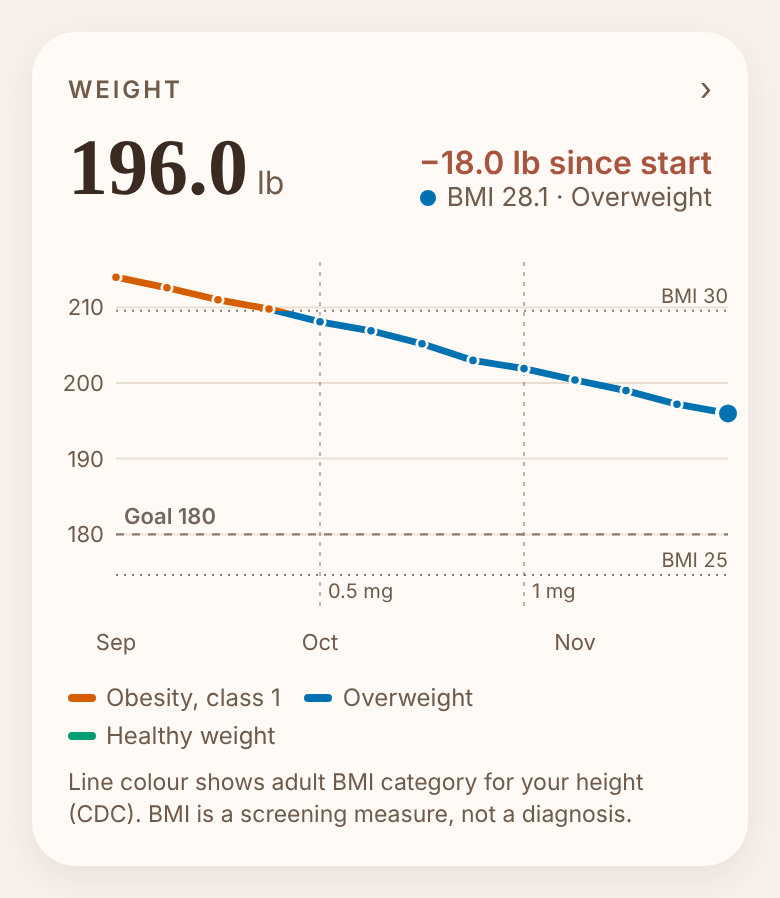 WEIGHT ›
196.0 lb
−18.0 lb since start
BMI 28.1 · Overweight
BMI 30
210
200
190
Goal 180
180
BMI 25
0.5 mg 1 mg
Sep Oct Nov
Obesity, class 1 Overweight
Healthy weight
Line colour shows adult BMI category for your height
(CDC). BMI is a screening measure, not a diagnosis.